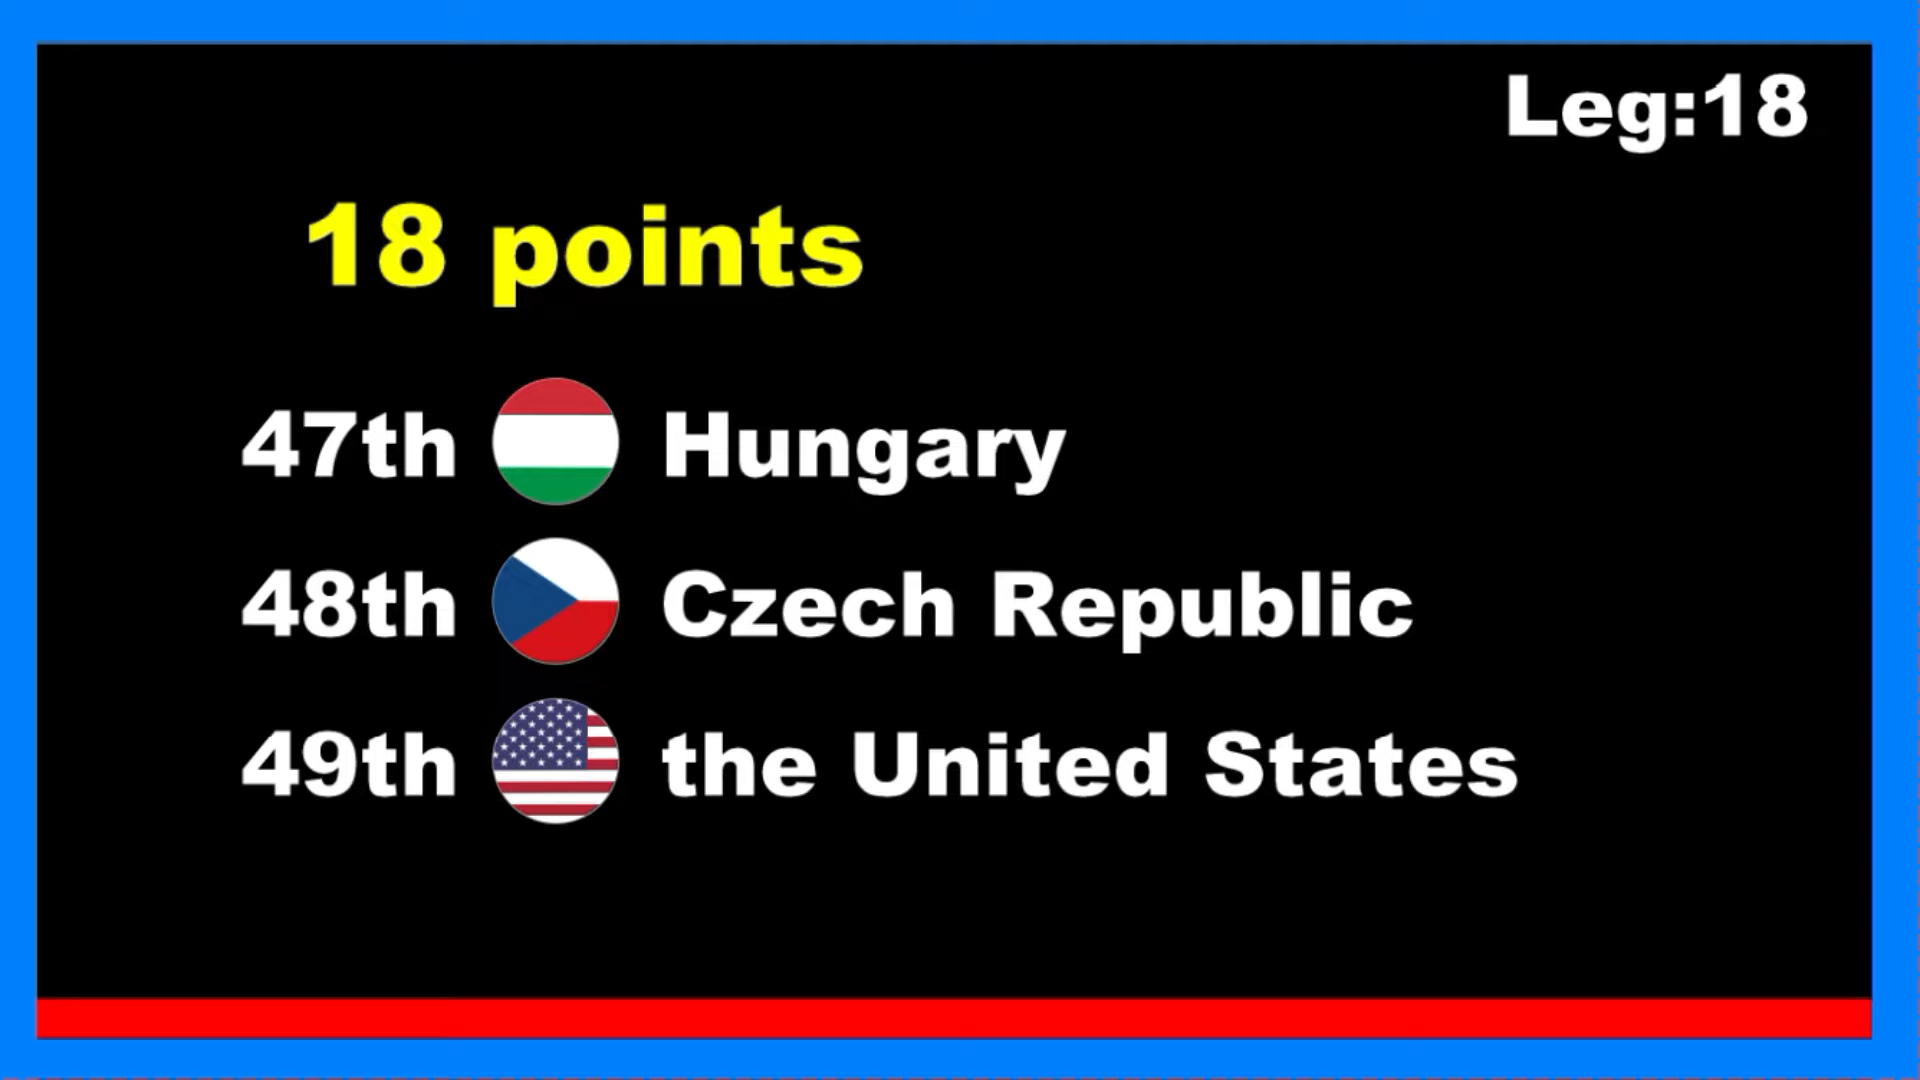 Leg:18
18 points
47th Hungary
48th Czech Republic
49th the United States